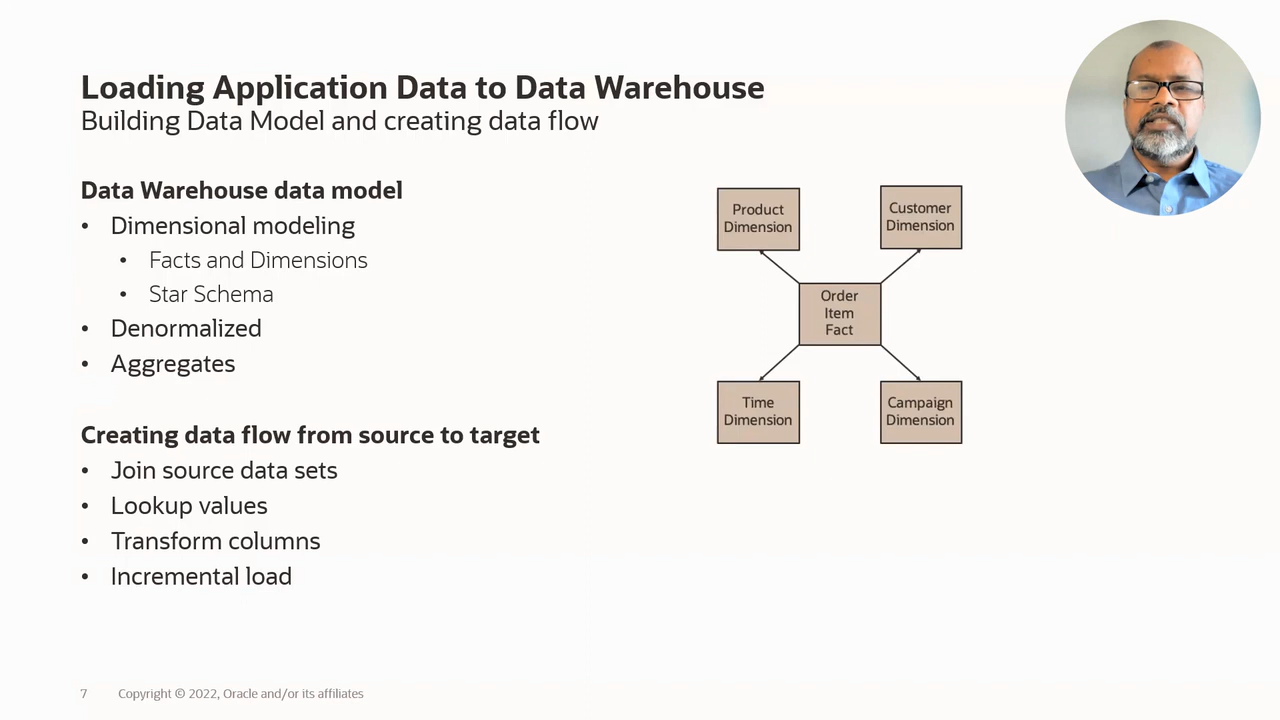 Loading Application Data to Data Warehouse
Building Data Model and creating data flow
Data Warehouse data model
• Dimensional modeling
• Facts and Dimensions
• Star Schema
• Denormalized
• Aggregates
Creating data flow from source to target
• Join source data sets
• Lookup values
• Transform columns
• Incremental load
Product
Dimension
Customer
Dimension
Order
Item
Fact
Time
Dimension
Campaign
Dimension
7 Copyright © 2022, Oracle and/or its affiliates